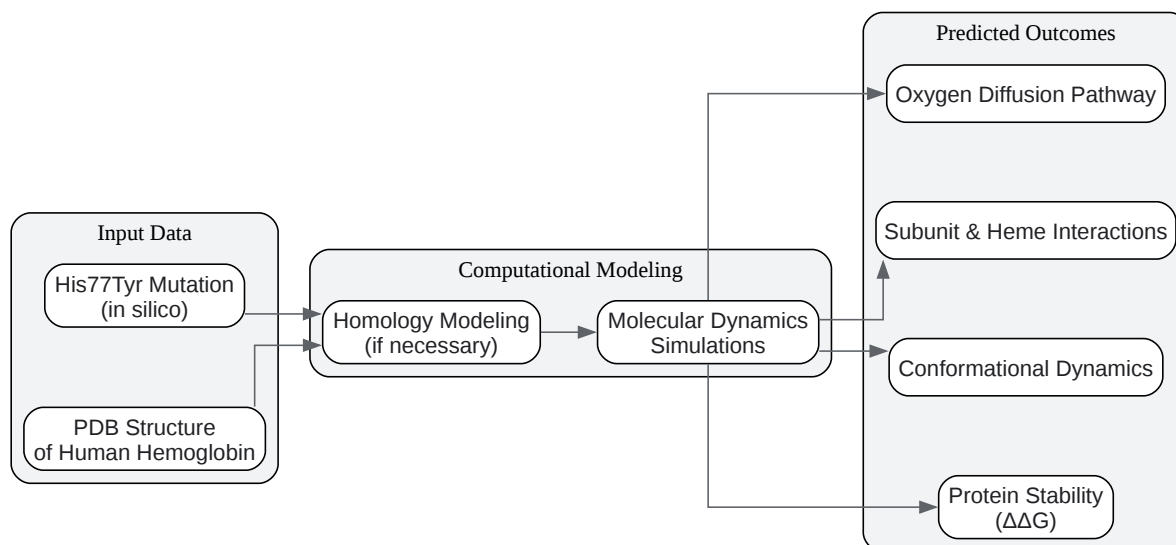 Input Data
His77Tyr Mutation
(in silico)
PDB Structure
of Human Hemoglobin
Computational Modeling
Homology Modeling
(if necessary)
Molecular Dynamics
Simulations
Predicted Outcomes
Oxygen Diffusion Pathway
Subunit & Heme Interactions
Conformational Dynamics
Protein Stability
(ΔΔG)